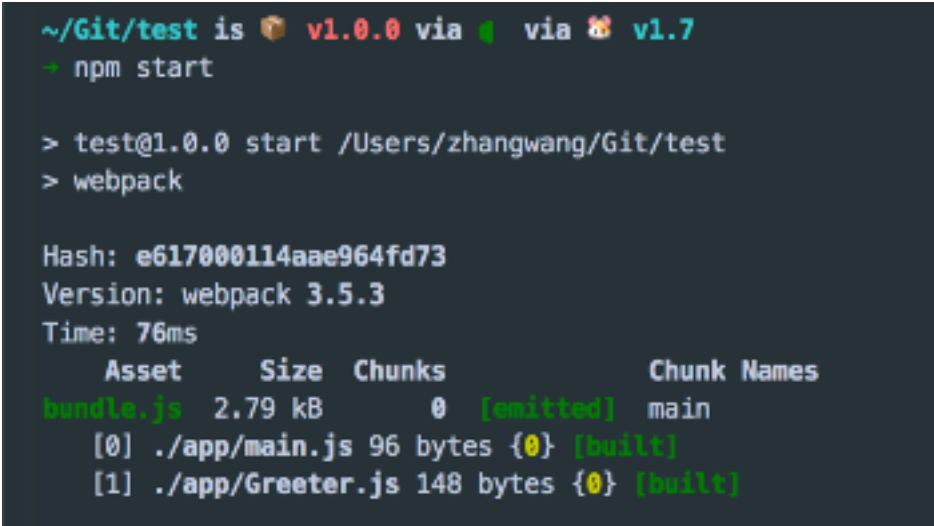 ~/Git/test is 📦 v1.0.0 via via 🐹 v1.7
→ npm start
> test@1.0.0 start /Users/zhangwang/Git/test
> webpack
Hash: e617000114aae964fd73
Version: webpack 3.5.3
Time: 76ms
Asset Size Chunks Chunk Names
bundle.js 2.79 kB 0 [emitted] main
[0] ./app/main.js 96 bytes {0} [built]
[1] ./app/Greeter.js 148 bytes {0} [built]